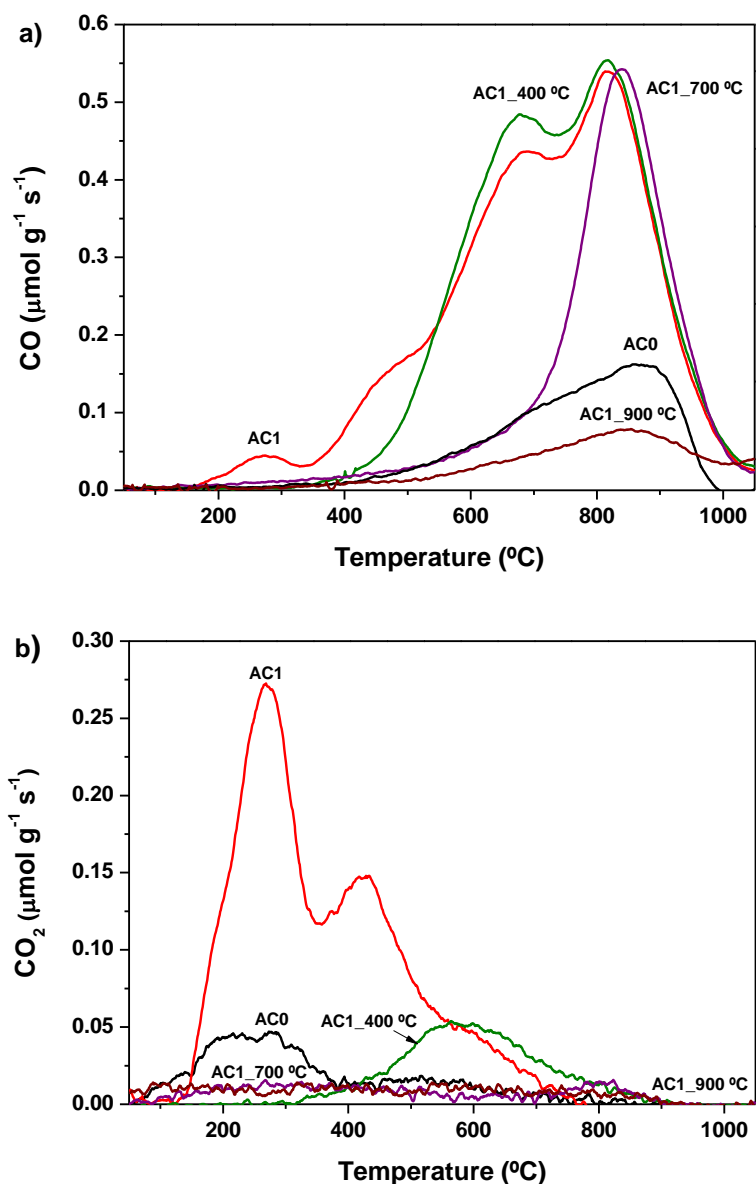 a)
0.6
0.5
0.4
0.3
0.2
0.1
0.0
CO (μmol g⁻¹ s⁻¹)
AC1_400 ºC
AC1_700 ºC
AC0
AC1_900 ºC
AC1
200 400 600 800 1000
Temperature (ºC)
b)
0.30
0.25
0.20
0.15
0.10
0.05
0.00
CO₂ (μmol g⁻¹ s⁻¹)
AC1
AC0
AC1_400 ºC
AC1_700 ºC
AC1_900 ºC
200 400 600 800 1000
Temperature (ºC)